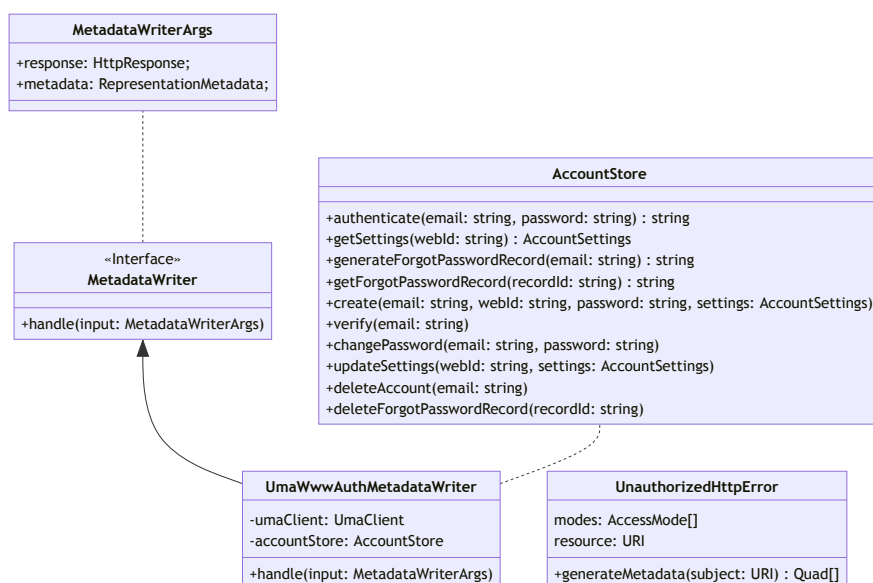 MetadataWriterArgs
+response: HttpResponse;
+metadata: RepresentationMetadata;
AccountStore
+authenticate(email: string, password: string) : string
+getSettings(webId: string) : AccountSettings
+generateForgotPasswordRecord(email: string) : string
+getForgotPasswordRecord(recordId: string) : string
+create(email: string, webId: string, password: string, settings: AccountSettings)
+verify(email: string)
+changePassword(email: string, password: string)
+updateSettings(webId: string, settings: AccountSettings)
+deleteAccount(email: string)
+deleteForgotPasswordRecord(recordId: string)
«Interface»
MetadataWriter
+handle(input: MetadataWriterArgs)
UmaWwwAuthMetadataWriter
-umaClient: UmaClient
-accountStore: AccountStore
+handle(input: MetadataWriterArgs)
UnauthorizedHttpError
modes: AccessMode[]
resource: URI
+generateMetadata(subject: URI) : Quad[]